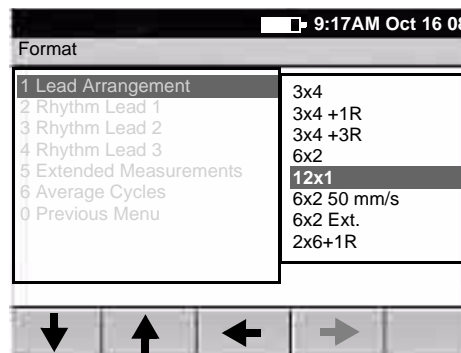 9:17AM Oct 16 08
Format
1 Lead Arrangement
2 Rhythm Lead 1
3 Rhythm Lead 2
4 Rhythm Lead 3
5 Extended Measurements
6 Average Cycles
0 Previous Menu
3x4
3x4 +1R
3x4 +3R
6x2
12x1
6x2 50 mm/s
6x2 Ext.
2x6+1R